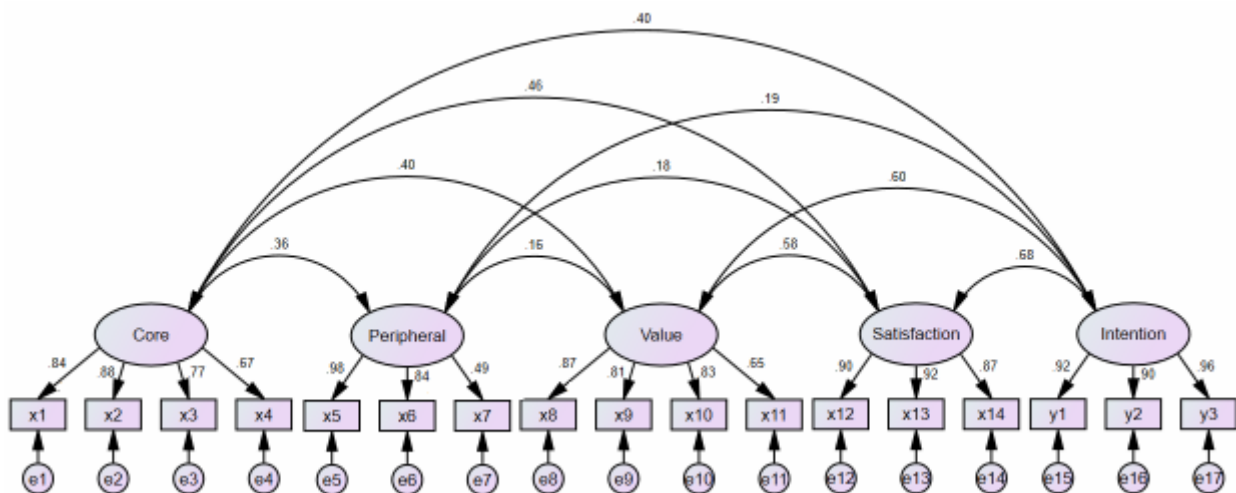 .40
.46
.19
.40
.18
.60
.36
.15
.58
.68
Core
Peripheral
Value
Satisfaction
Intention
.84
.88
.77
.67
.98
.84
.49
.87
.81
.83
.65
.90
.92
.87
.92
.90
.96
x1
x2
x3
x4
x5
x6
x7
x8
x9
x10
x11
x12
x13
x14
y1
y2
y3
e1
e2
e3
e4
e5
e6
e7
e8
e9
e10
e11
e12
e13
e14
e15
e16
e17